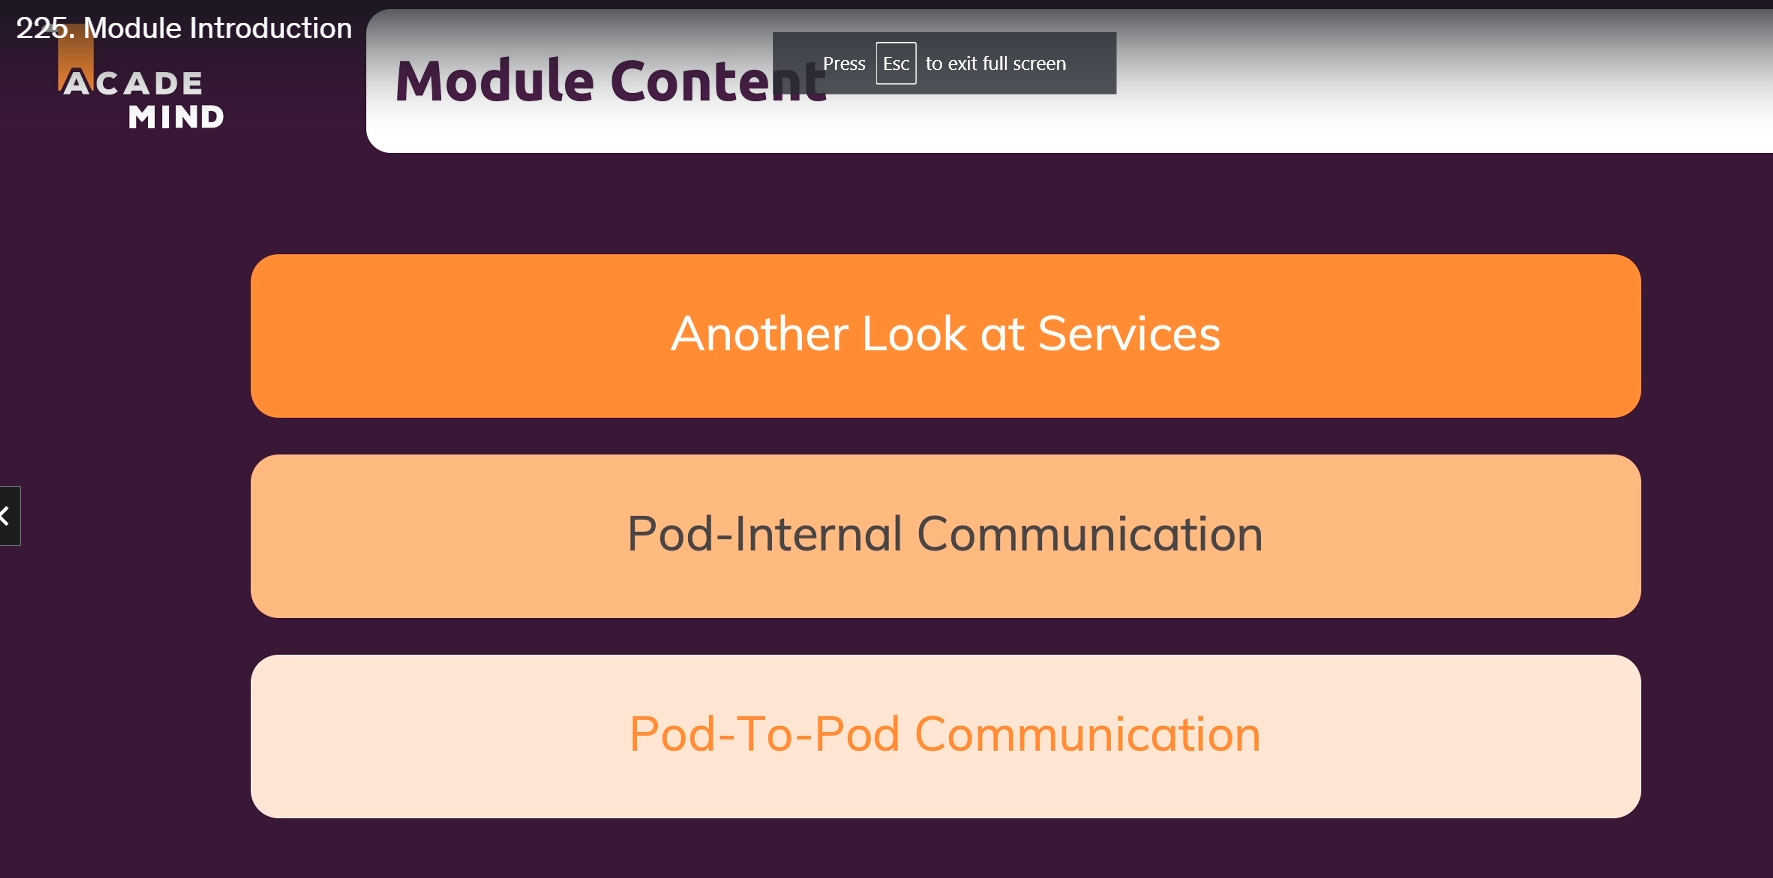 225. Module Introduction
ACADE
MIND
Module Content
Press Esc to exit full screen
Another Look at Services
Pod-Internal Communication
Pod-To-Pod Communication